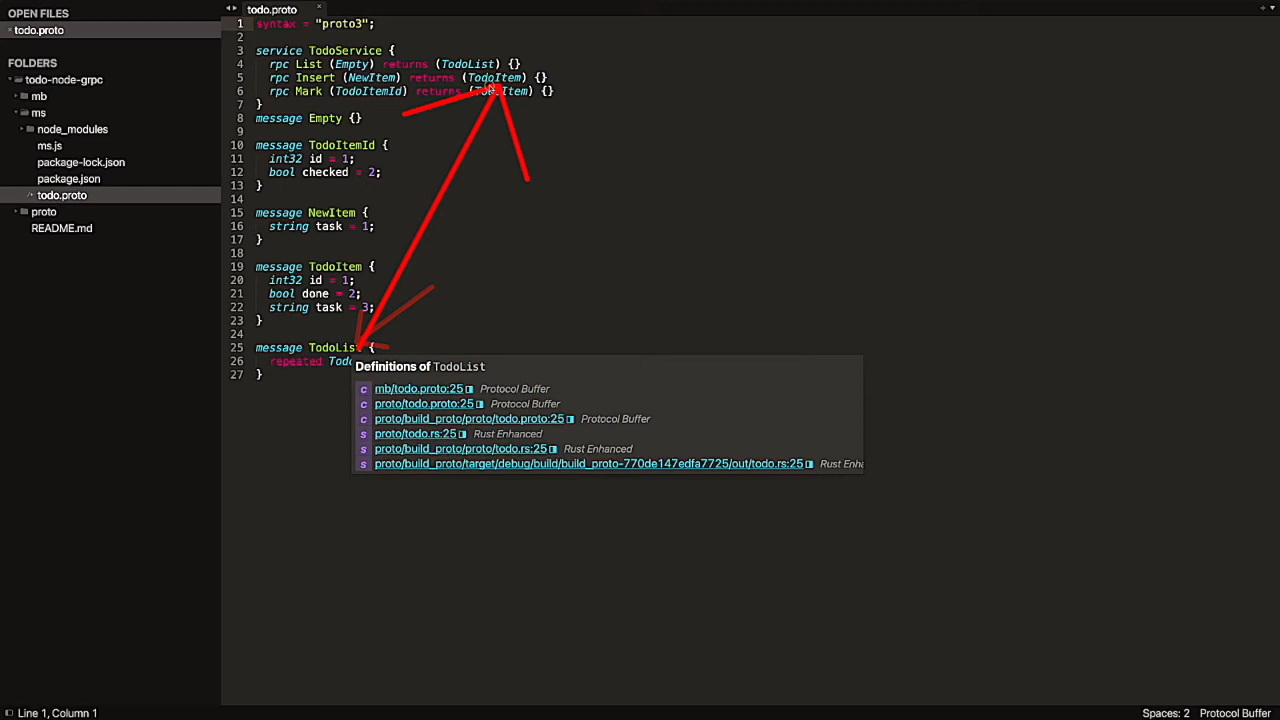 OPEN FILES
todo.proto
FOLDERS
todo-node-grpc
mb
ms
node_modules
ms.js
package-lock.json
package.json
todo.proto
proto
README.md
todo.proto
1 syntax = "proto3";
2
3 service TodoService {
4 rpc List (Empty) returns (TodoList) {}
5 rpc Insert (NewItem) returns (TodoItem) {}
6 rpc Mark (TodoItemId) returns (TodoItem) {}
7 }
8 message Empty {}
9
10 message TodoItemId {
11 int32 id = 1;
12 bool checked = 2;
13 }
14
15 message NewItem {
16 string task = 1;
17 }
18
19 message TodoItem {
20 int32 id = 1;
21 bool done = 2;
22 string task = 3;
23 }
24
25 message TodoList {
26 repeated Todo
27 }
Definitions of TodoList
c mb/todo.proto:25 Protocol Buffer
c proto/todo.proto:25 Protocol Buffer
c proto/build_proto/proto/todo.proto:25 Protocol Buffer
s proto/todo.rs:25 Rust Enhanced
s proto/build_proto/proto/todo.rs:25 Rust Enhanced
s proto/build_proto/target/debug/build/build_proto-770de147edfa7725/out/todo.rs:25 Rust Enha
Line 1, Column 1
Spaces: 2 Protocol Buffer